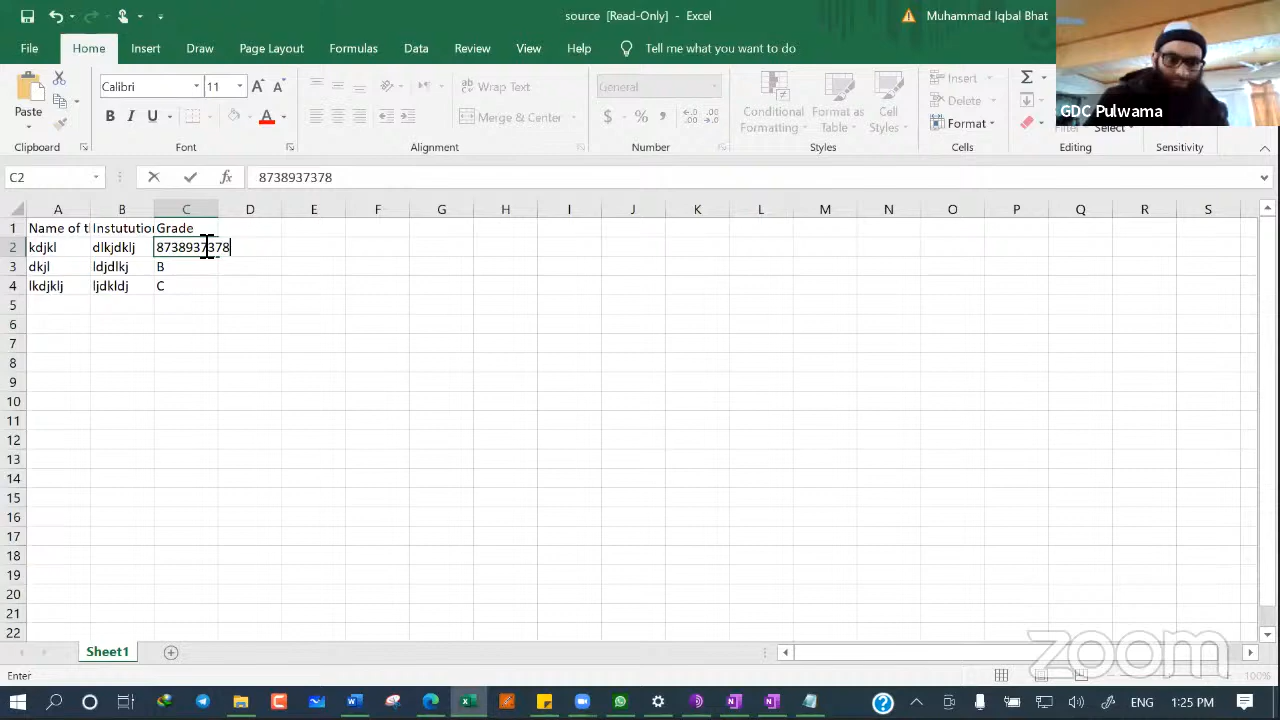 source [Read-Only] - Excel
Muhammad Iqbal Bhat
File Home Insert Draw Page Layout Formulas Data Review View Help Tell me what you want to do
GDC Pulwama
Paste
Calibri 11
B I U
Wrap Text
Merge & Center
General
$ % ,
Conditional Formatting
Format as Table
Cell Styles
Insert
Delete
Format
Select
Clipboard Font Alignment Number Styles Cells Editing Sensitivity
C2 fx 8738937378
A B C D E F G H I J K L M N O P Q R S
1 Name of t Instutution Grade
2 kdjkl dlkjdklj 8738937378
3 dkjl ldjdlkj B
4 lkdjklj ljdkldj C
5
6
7
8
9
10
11
12
13
14
15
16
17
18
19
20
21
22
Sheet1
zoom
Enter
100%
ENG 1:25 PM